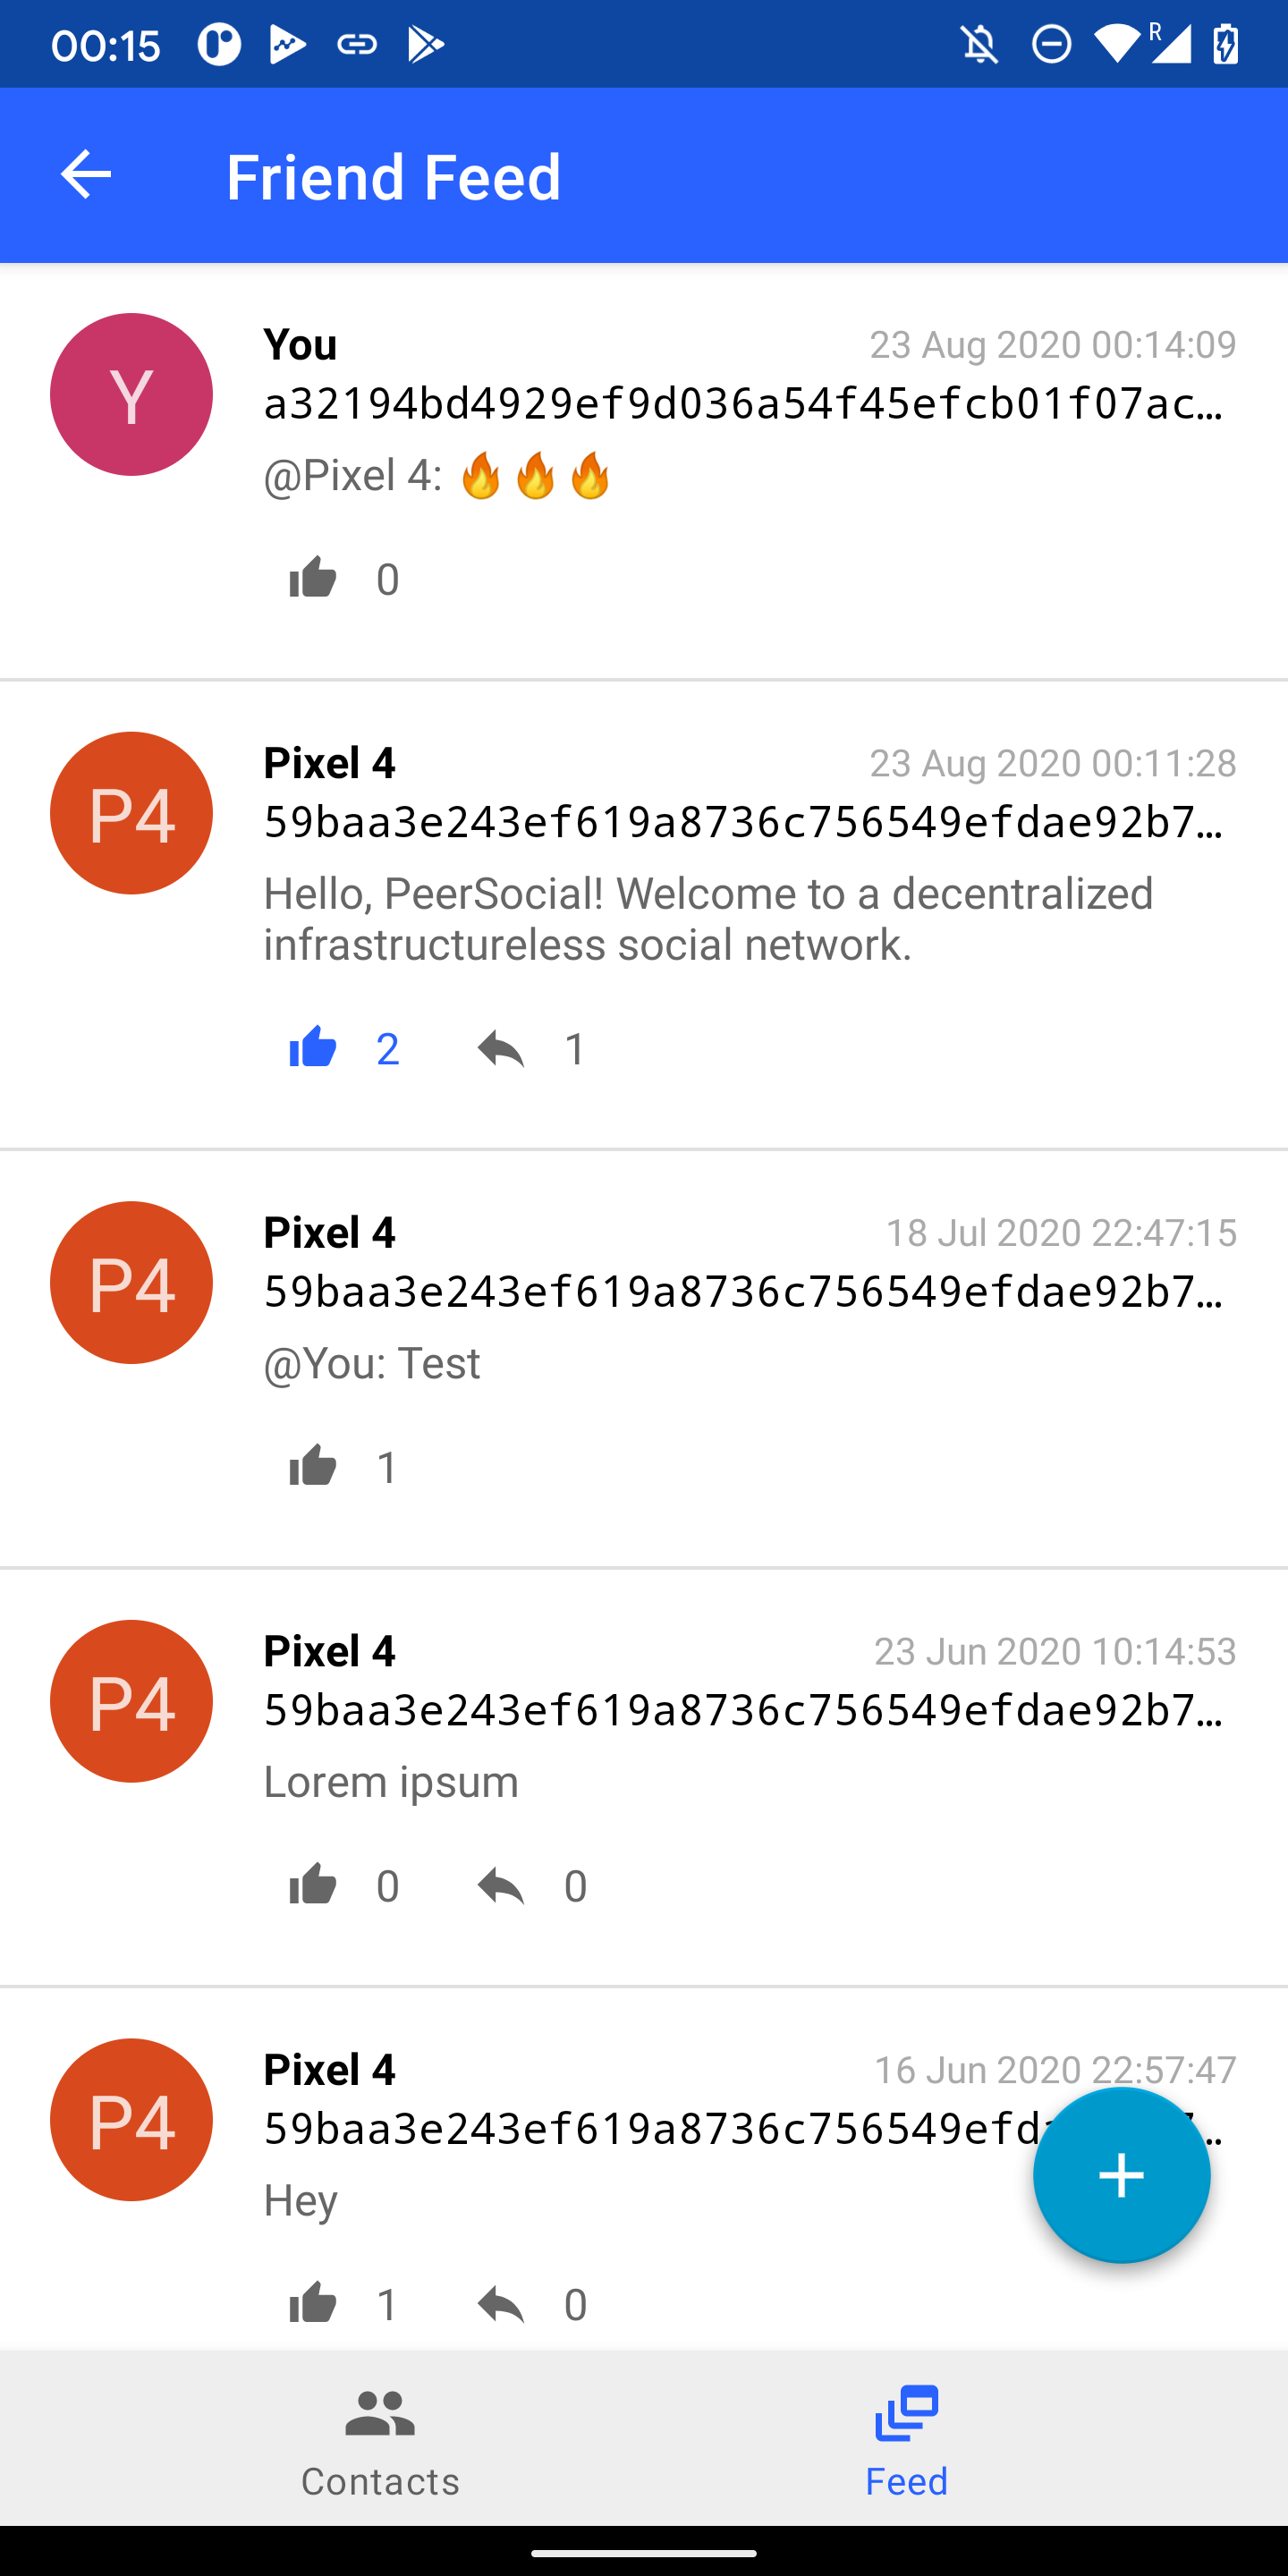 00:15
R
Friend Feed
Y
You
23 Aug 2020 00:14:09
a32194bd4929ef9d036a54f45efcb01f07ac…
@Pixel 4: 🔥🔥🔥
0
P4
Pixel 4
23 Aug 2020 00:11:28
59baa3e243ef619a8736c756549efdae92b7…
Hello, PeerSocial! Welcome to a decentralized
infrastructureless social network.
2
1
P4
Pixel 4
18 Jul 2020 22:47:15
59baa3e243ef619a8736c756549efdae92b7…
@You: Test
1
P4
Pixel 4
23 Jun 2020 10:14:53
59baa3e243ef619a8736c756549efdae92b7…
Lorem ipsum
0
0
P4
Pixel 4
16 Jun 2020 22:57:47
Hey
1
0
Contacts
Feed